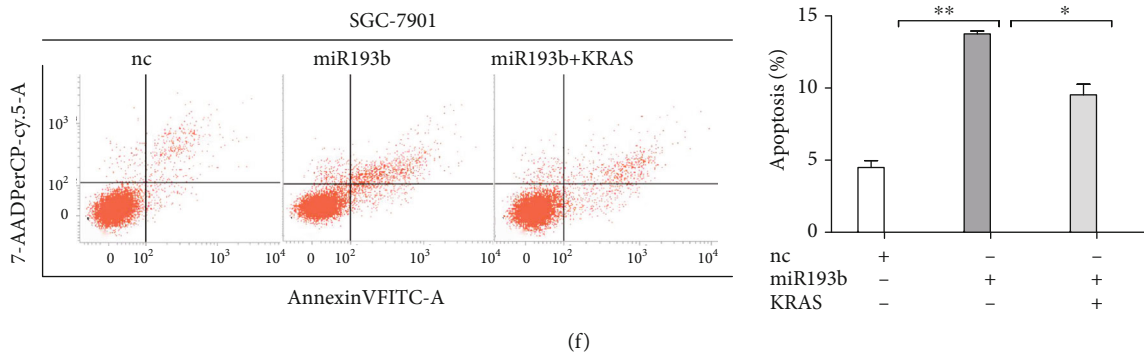 SGC-7901
nc miR193b miR193b+KRAS
7-AADPerCP-cy.5-A
10³
10²
0
0 10² 10³ 10⁴ 0 10² 10³ 10⁴ 0 10² 10³ 10⁴
AnnexinVFITC-A
Apoptosis (%)
15
10
5
0
** *
nc + – –
miR193b – + +
KRAS – – +
(f)